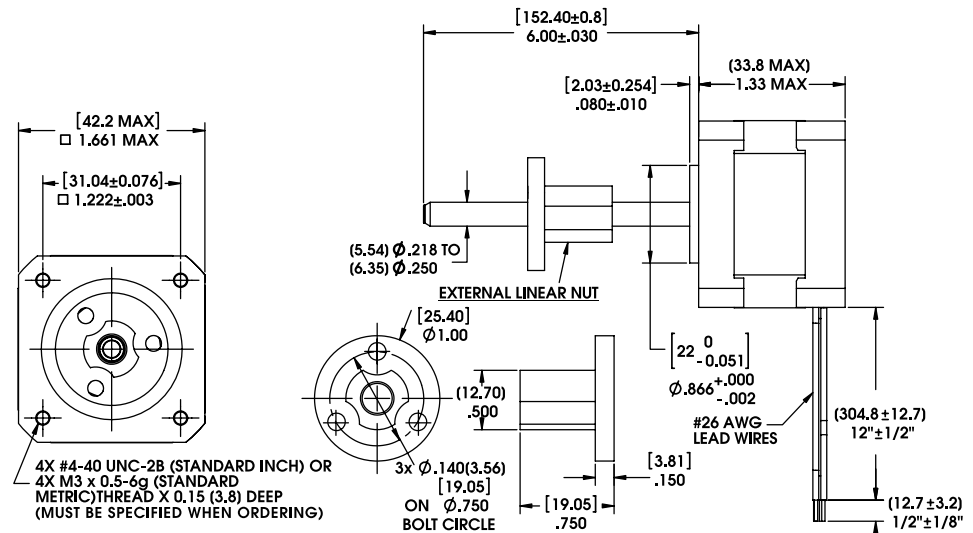 [152.40±0.8]
6.00±.030
(33.8 MAX)
1.33 MAX
[2.03±0.254]
.080±.010
[42.2 MAX]
□ 1.661 MAX
[31.04±0.076]
□ 1.222±.003
(5.54) Ø.218 TO
(6.35) Ø.250
EXTERNAL LINEAR NUT
[25.40]
Ø1.00
[22 0 -0.051]
Ø.866 +.000 -.002
(12.70)
.500
#26 AWG
LEAD WIRES
(304.8±12.7)
12"±1/2"
4X #4-40 UNC-2B (STANDARD INCH) OR
4X M3 x 0.5-6g (STANDARD
METRIC)THREAD X 0.15 (3.8) DEEP
(MUST BE SPECIFIED WHEN ORDERING)
3x Ø.140(3.56)
[19.05]
ON Ø.750
BOLT CIRCLE
[3.81]
.150
[19.05]
.750
(12.7±3.2)
1/2"±1/8"